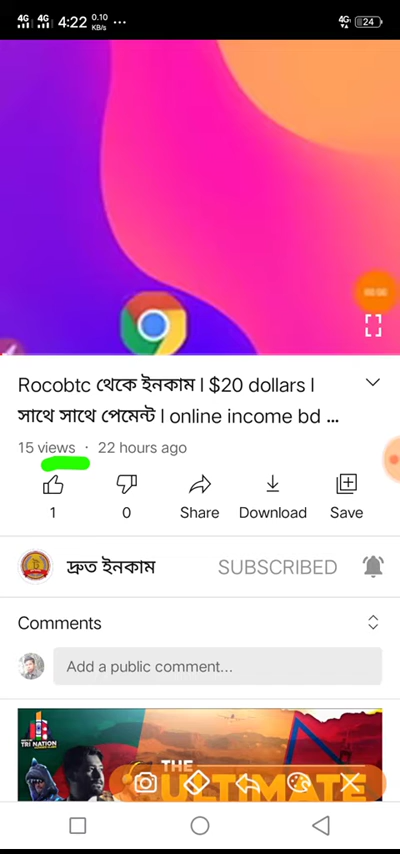 4G 4G 4:22 0.10 KB/s ... 4G 24
Rocobtc থেকে ইনকাম l $20 dollars l
সাথে সাথে পেমেন্ট l online income bd ...
15 views · 22 hours ago
1 0 Share Download Save
দ্রুত ইনকাম SUBSCRIBED
Comments
Add a public comment...
TRI NATION
THE
ULTIMATE